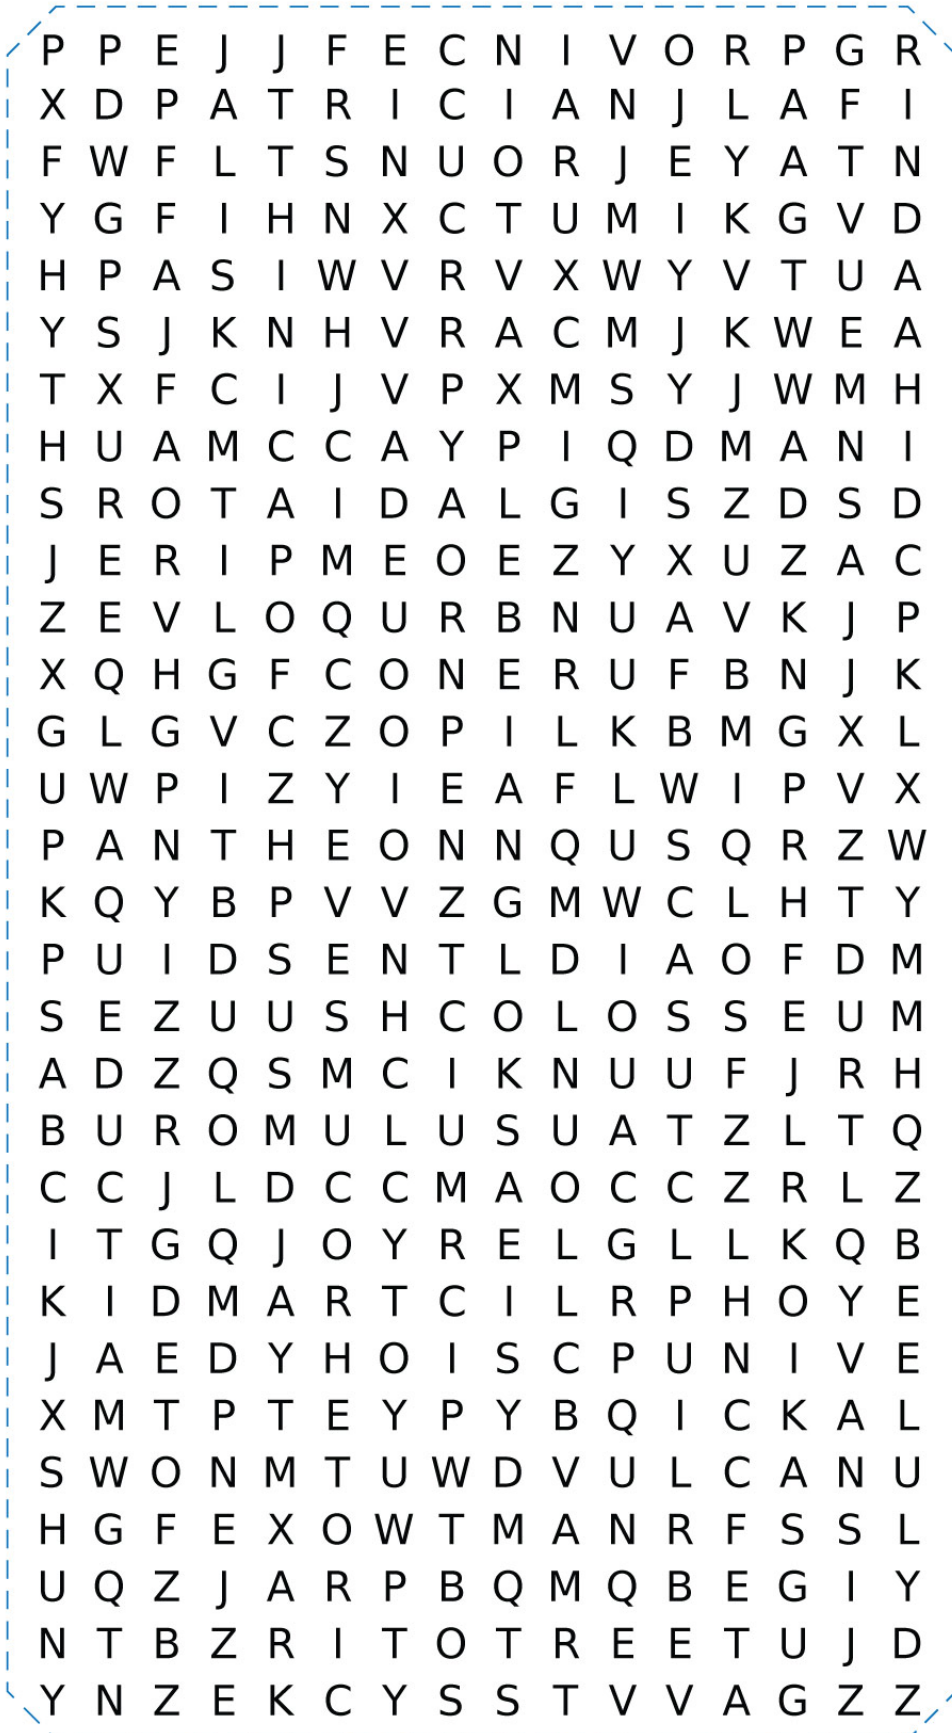 P P E J J F E C N I V O R P G R
X D P A T R I C I A N J L A F I
F W F L T S N U O R J E Y A T N
Y G F I H N X C T U M I K G V D
H P A S I W V R V X W Y V T U A
Y S J K N H V R A C M J K W E A
T X F C I J V P X M S Y J W M H
H U A M C C A Y P I Q D M A N I
S R O T A I D A L G I S Z D S D
J E R I P M E O E Z Y X U Z A C
Z E V L O Q U R B N U A V K J P
X Q H G F C O N E R U F B N J K
G L G V C Z O P I L K B M G X L
U W P I Z Y I E A F L W I P V X
P A N T H E O N N Q U S Q R Z W
K Q Y B P V V Z G M W C L H T Y
P U I D S E N T L D I A O F D M
S E Z U U S H C O L O S S E U M
A D Z Q S M C I K N U U F J R H
B U R O M U L U S U A T Z L T Q
C C J L D C C M A O C C Z R L Z
I T G Q J O Y R E L G L L K Q B
K I D M A R T C I L R P H O Y E
J A E D Y H O I S C P U N I V E
X M T P T E Y P Y B Q I C K A L
S W O N M T U W D V U L C A N U
H G F E X O W T M A N R F S S L
U Q Z J A R P B Q M Q B E G I Y
N T B Z R I T O T R E E T U J D
Y N Z E K C Y S S T V V A G Z Z